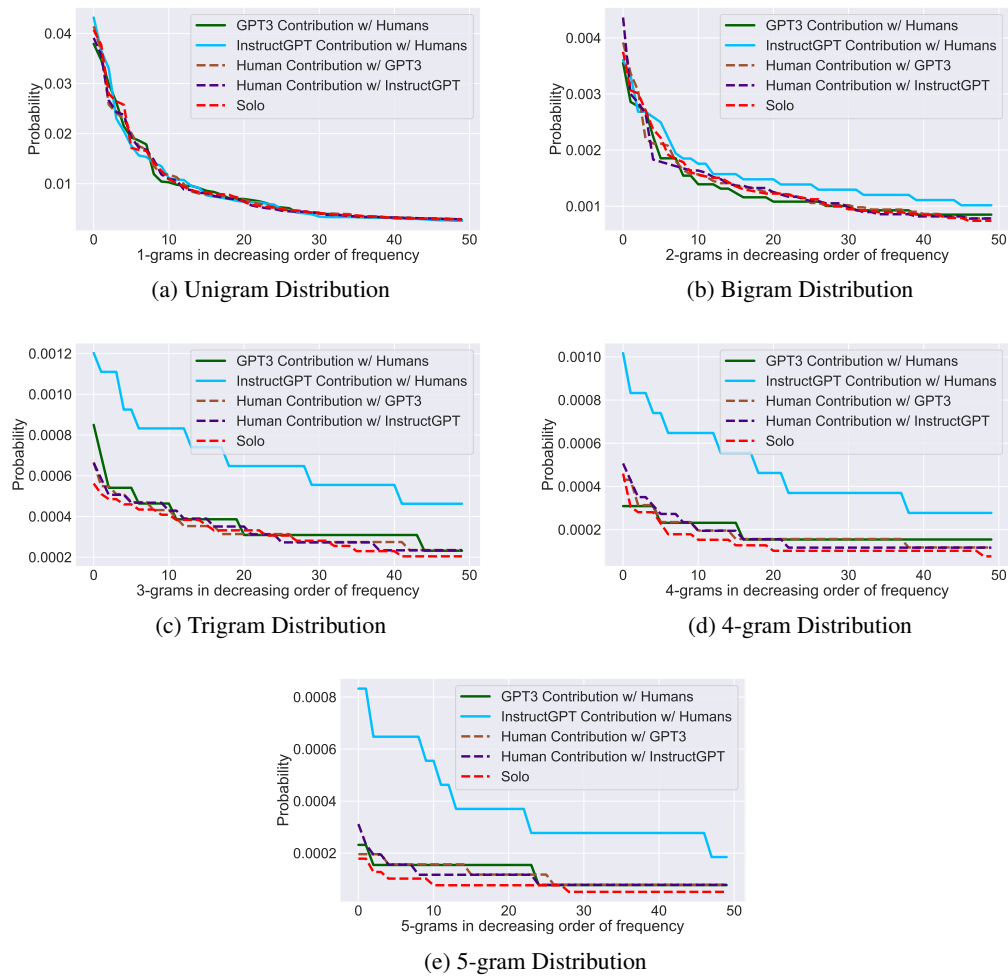 GPT3 Contribution w/ Humans
InstructGPT Contribution w/ Humans
Human Contribution w/ GPT3
Human Contribution w/ InstructGPT
Solo
Probability
0.04
0.03
0.02
0.01
0 10 20 30 40 50
1-grams in decreasing order of frequency
(a) Unigram Distribution
GPT3 Contribution w/ Humans
InstructGPT Contribution w/ Humans
Human Contribution w/ GPT3
Human Contribution w/ InstructGPT
Solo
Probability
0.004
0.003
0.002
0.001
0 10 20 30 40 50
2-grams in decreasing order of frequency
(b) Bigram Distribution
GPT3 Contribution w/ Humans
InstructGPT Contribution w/ Humans
Human Contribution w/ GPT3
Human Contribution w/ InstructGPT
Solo
Probability
0.0012
0.0010
0.0008
0.0006
0.0004
0.0002
0 10 20 30 40 50
3-grams in decreasing order of frequency
(c) Trigram Distribution
GPT3 Contribution w/ Humans
InstructGPT Contribution w/ Humans
Human Contribution w/ GPT3
Human Contribution w/ InstructGPT
Solo
Probability
0.0010
0.0008
0.0006
0.0004
0.0002
0 10 20 30 40 50
4-grams in decreasing order of frequency
(d) 4-gram Distribution
GPT3 Contribution w/ Humans
InstructGPT Contribution w/ Humans
Human Contribution w/ GPT3
Human Contribution w/ InstructGPT
Solo
Probability
0.0008
0.0006
0.0004
0.0002
0 10 20 30 40 50
5-grams in decreasing order of frequency
(e) 5-gram Distribution